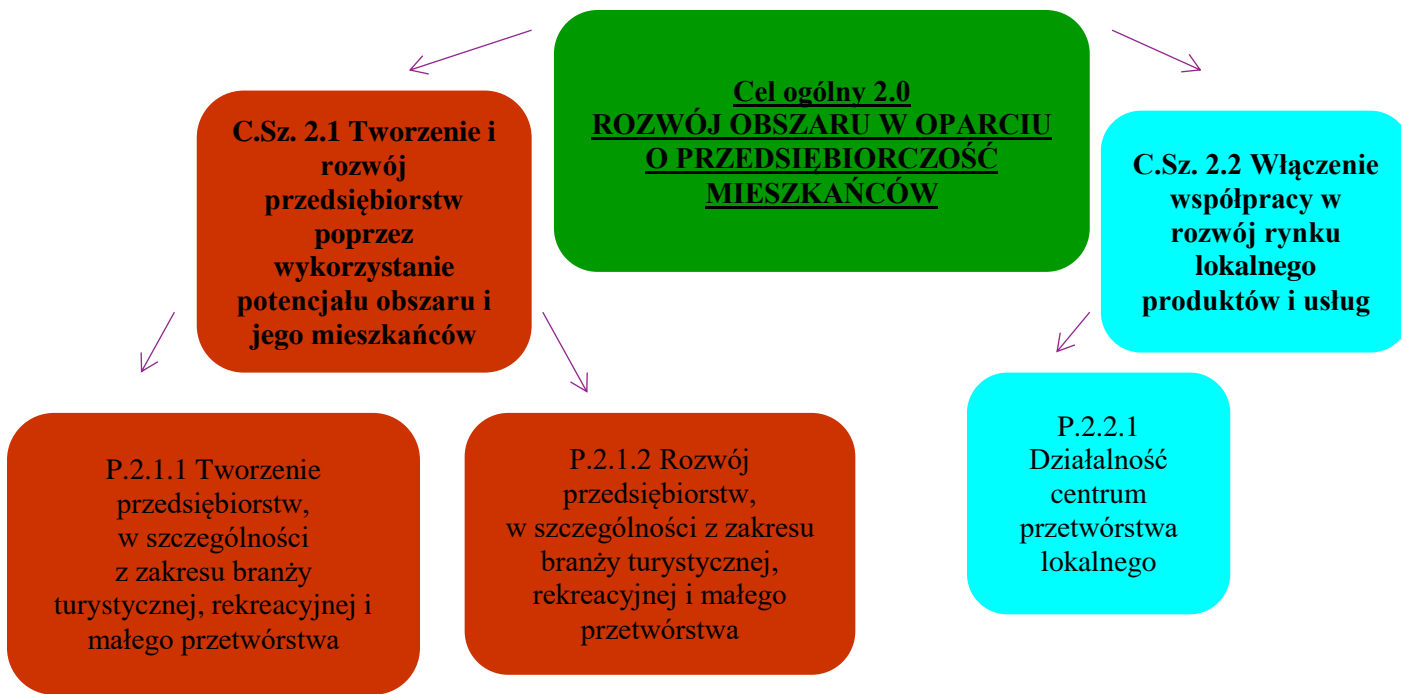 Cel ogólny 2.0
ROZWÓJ OBSZARU W OPARCIU
O PRZEDSIĘBIORCZOŚĆ
MIESZKAŃCÓW
C.Sz. 2.1 Tworzenie i
rozwój
przedsiębiorstw
poprzez
wykorzystanie
potencjału obszaru i
jego mieszkańców
C.Sz. 2.2 Włączenie
współpracy w
rozwój rynku
lokalnego
produktów i usług
P.2.1.1 Tworzenie
przedsiębiorstw,
w szczególności
z zakresu branży
turystycznej, rekreacyjnej i
małego przetwórstwa
P.2.1.2 Rozwój
przedsiębiorstw,
w szczególności z zakresu
branży turystycznej,
rekreacyjnej i małego
przetwórstwa
P.2.2.1
Działalność
centrum
przetwórstwa
lokalnego